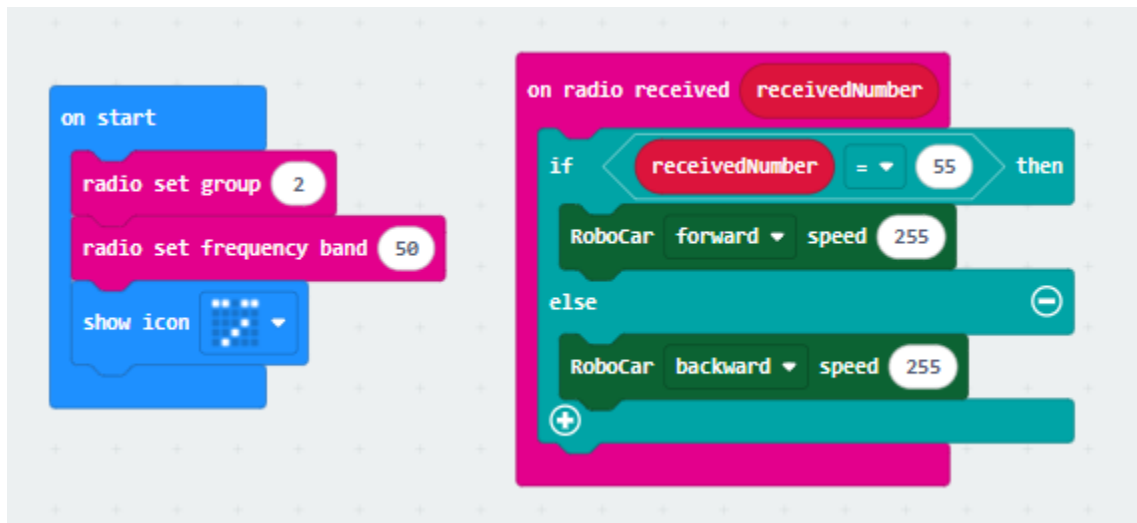 on start
radio set group 2
radio set frequency band 50
show icon
on radio received receivedNumber
if receivedNumber = 55 then
RoboCar forward speed 255
else
RoboCar backward speed 255